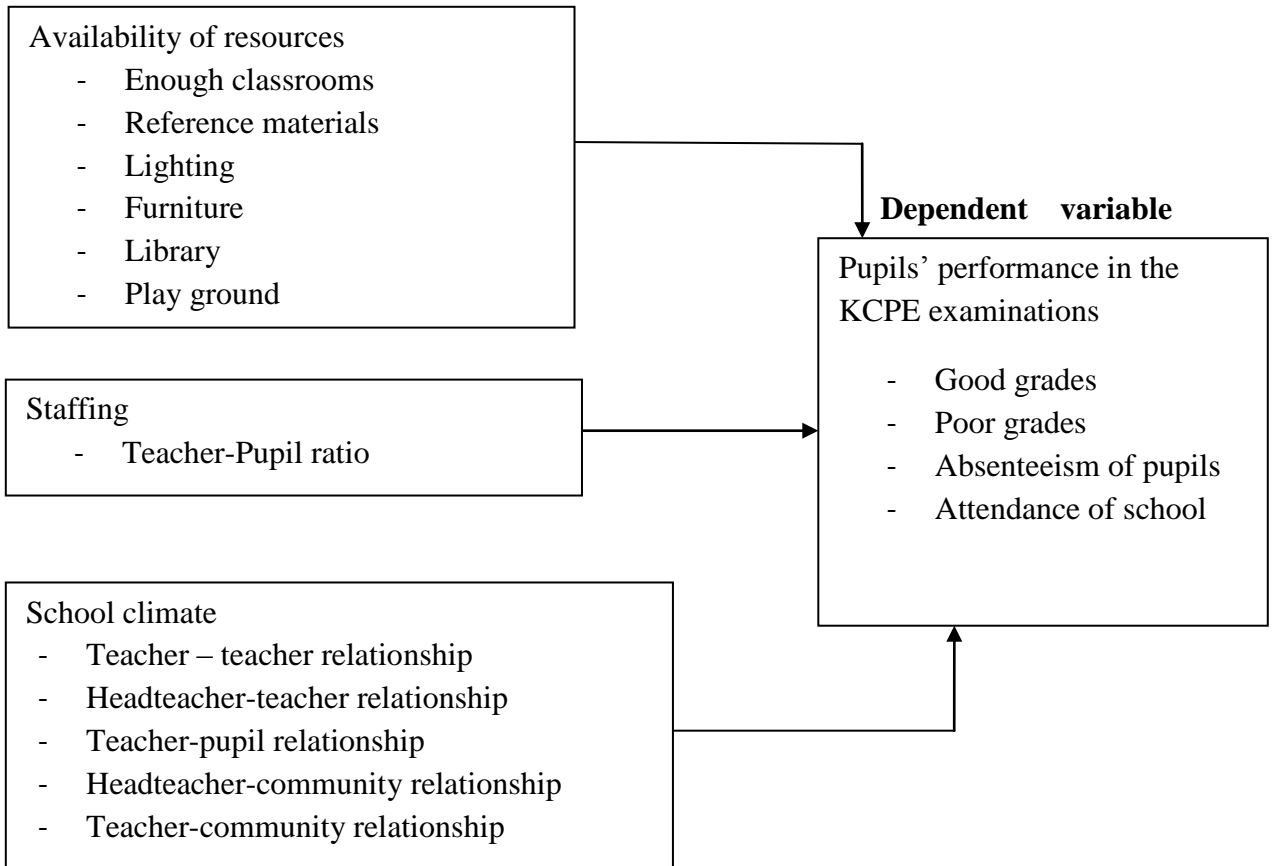 Availability of resources
- Enough classrooms
- Reference materials
- Lighting
- Furniture
- Library
- Play ground
Dependent variable
Pupils’ performance in the
KCPE examinations
- Good grades
- Poor grades
- Absenteeism of pupils
- Attendance of school
Staffing
- Teacher-Pupil ratio
School climate
- Teacher – teacher relationship
- Headteacher-teacher relationship
- Teacher-pupil relationship
- Headteacher-community relationship
- Teacher-community relationship